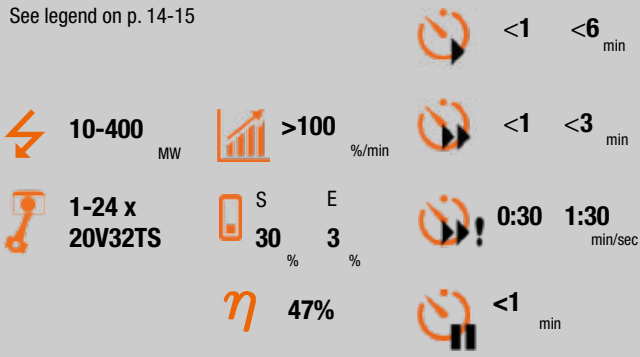 See legend on p. 14-15
<1 <6 min
10-400 MW
>100 %/min
<1 <3 min
1-24 x
20V32TS
S E
30 % 3 %
0:30 1:30 min/sec
η 47%
<1 min